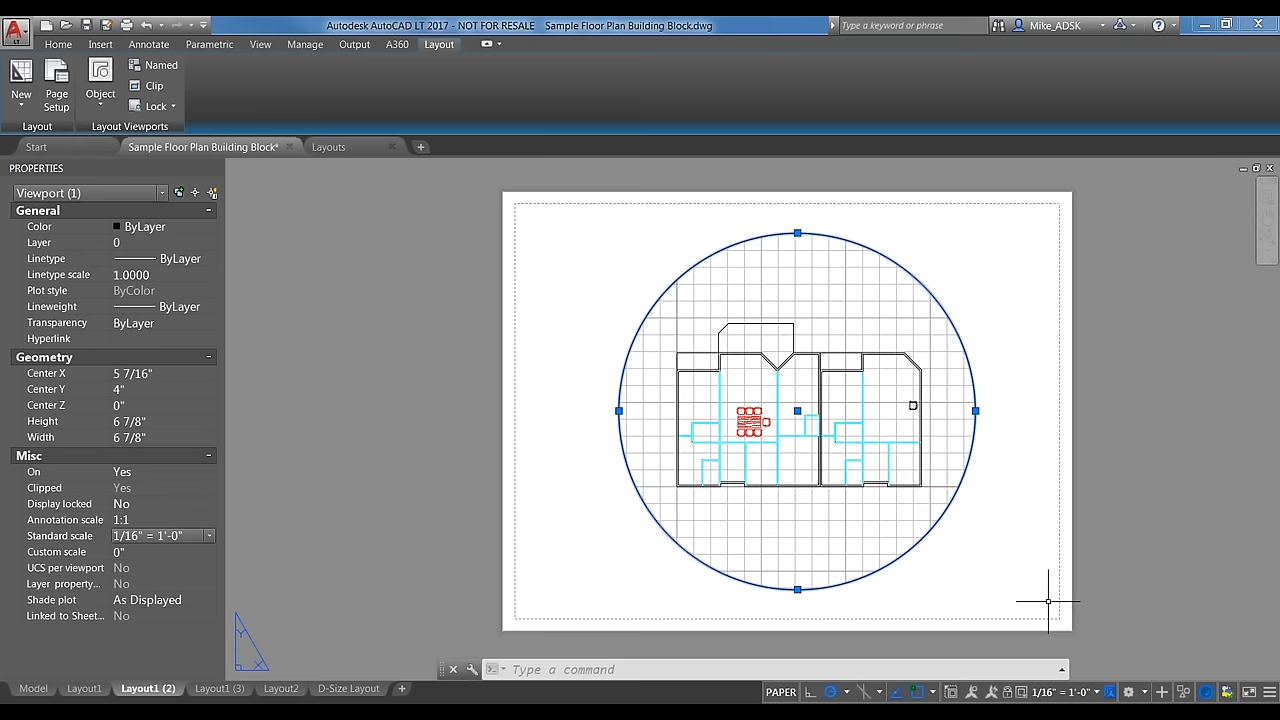 Autodesk AutoCAD LT 2017 - NOT FOR RESALE Sample Floor Plan Building Block.dwg
Type a keyword or phrase
Mike_ADSK
LT
Home Insert Annotate Parametric View Manage Output A360 Layout
New
Page Setup
Object
Named
Clip
Lock
Layout Layout Viewports
Start Sample Floor Plan Building Block* Layouts
PROPERTIES
Viewport (1)
General
Color ByLayer
Layer 0
Linetype ByLayer
Linetype scale 1.0000
Plot style ByColor
Lineweight ByLayer
Transparency ByLayer
Hyperlink
Geometry
Center X 5 7/16"
Center Y 4"
Center Z 0"
Height 6 7/8"
Width 6 7/8"
Misc
On Yes
Clipped Yes
Display locked No
Annotation scale 1:1
Standard scale 1/16" = 1'-0"
Custom scale 0"
UCS per viewport No
Layer property... No
Shade plot As Displayed
Linked to Sheet... No
Y
X
Type a command
Model Layout1 Layout1 (2) Layout1 (3) Layout2 D-Size Layout
PAPER 1/16" = 1'-0"